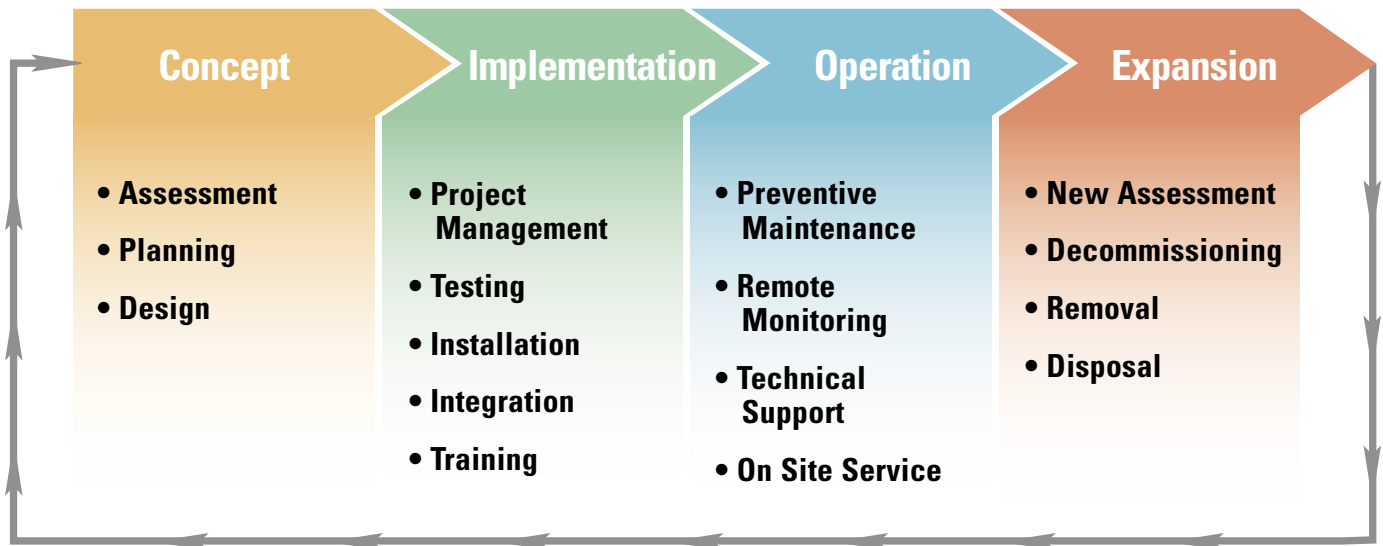 Concept
• Assessment
• Planning
• Design
Implementation
• Project
Management
• Testing
• Installation
• Integration
• Training
Operation
• Preventive
Maintenance
• Remote
Monitoring
• Technical
Support
• On Site Service
Expansion
• New Assessment
• Decommissioning
• Removal
• Disposal